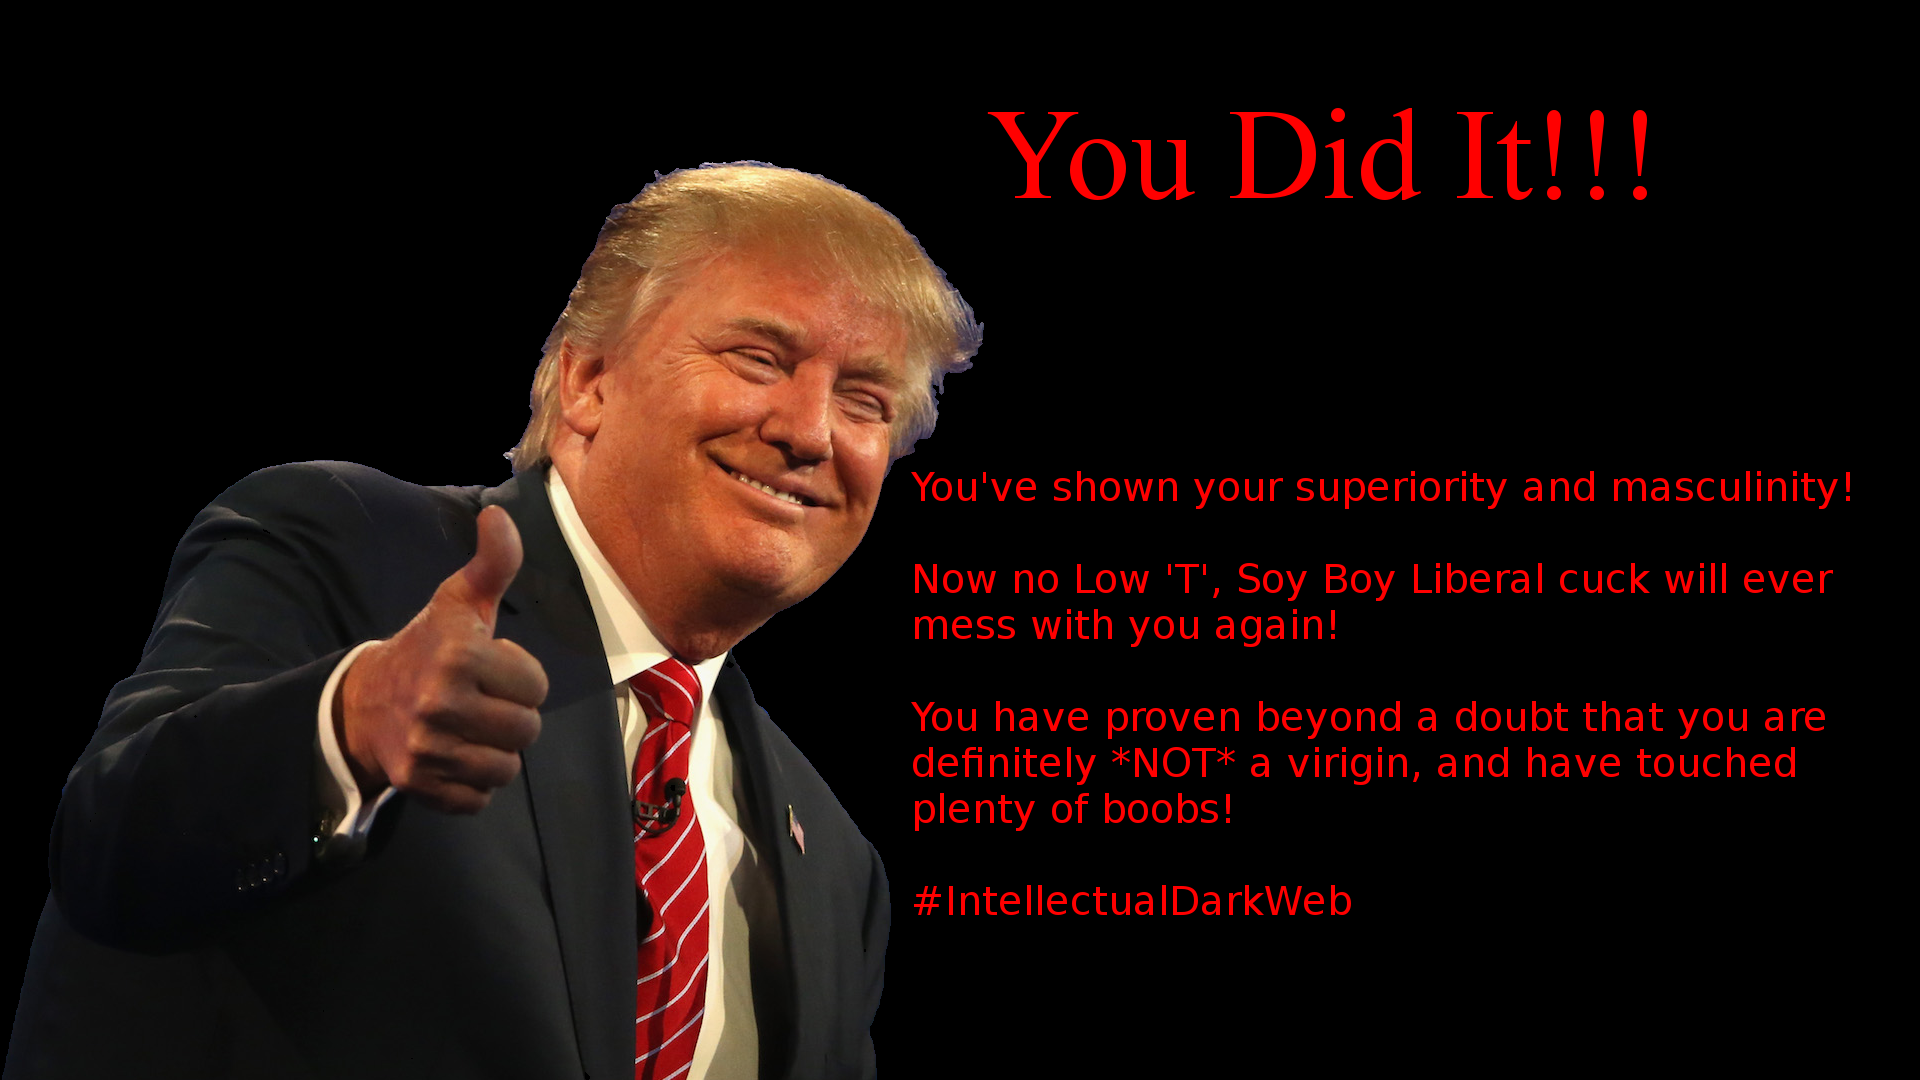 You Did It!!!
You've shown your superiority and masculinity!
Now no Low 'T', Soy Boy Liberal cuck will ever
mess with you again!
You have proven beyond a doubt that you are
definitely *NOT* a virigin, and have touched
plenty of boobs!
#IntellectualDarkWeb